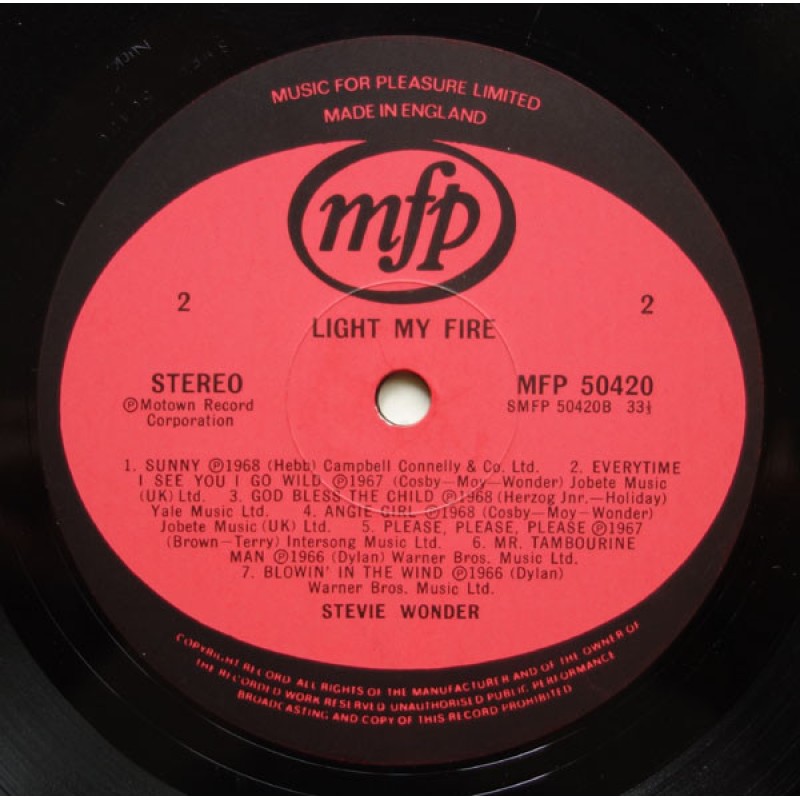 MUSIC FOR PLEASURE LIMITED
MADE IN ENGLAND
mfp
2
2
LIGHT MY FIRE
STEREO
MFP 50420
℗Motown Record
SMFP 50420B 33⅓
Corporation
1. SUNNY ℗1968 (Hebb) Campbell Connelly & Co. Ltd. 2. EVERYTIME
I SEE YOU I GO WILD ℗1967 (Cosby—Moy—Wonder) Jobete Music
(UK) Ltd. 3. GOD BLESS THE CHILD ℗1968 (Herzog Jnr.—Holiday)
Yale Music Ltd. 4. ANGIE GIRL ℗1968 (Cosby—Moy—Wonder)
Jobete Music (UK) Ltd. 5. PLEASE, PLEASE, PLEASE ℗1967
(Brown—Terry) Intersong Music Ltd. 6. MR. TAMBOURINE
MAN ℗1966 (Dylan) Warner Bros. Music Ltd.
7. BLOWIN' IN THE WIND ℗1966 (Dylan)
Warner Bros. Music Ltd.
STEVIE WONDER
COPYRIGHT RECORD ALL RIGHTS OF THE MANUFACTURER AND OF THE OWNER OF
THE RECORDED WORK RESERVED UNAUTHORISED PUBLIC PERFORMANCE
BROADCASTING AND COPY OF THIS RECORD PROHIBITED